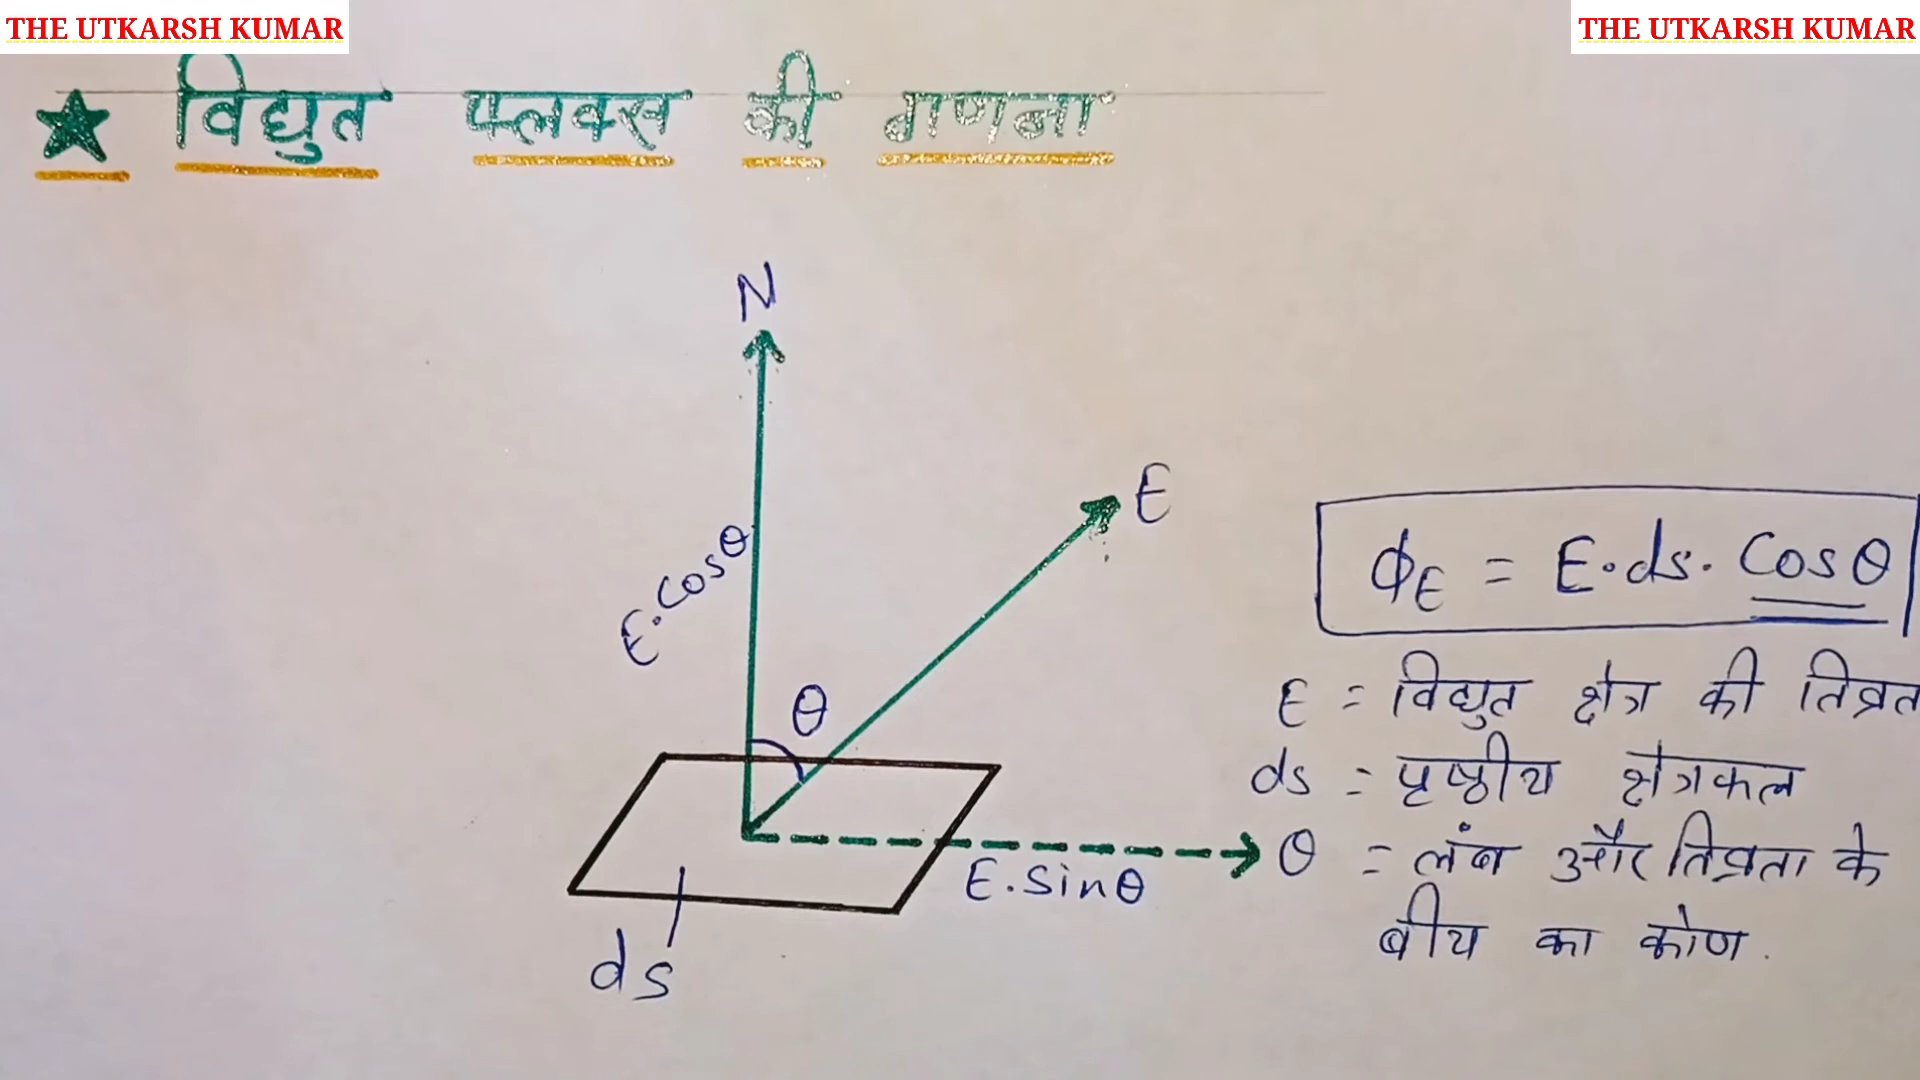 THE UTKARSH KUMAR
THE UTKARSH KUMAR
★ विद्युत फ्लक्स की गणना
N
E
E.cosθ
θ
E.sinθ
ds
ϕE = E.ds.Cosθ
E = विद्युत क्षेत्र की तिव्रत
ds = पृष्ठीय क्षेत्रफल
θ = लंब और तिव्रता के
बीच का कोण.